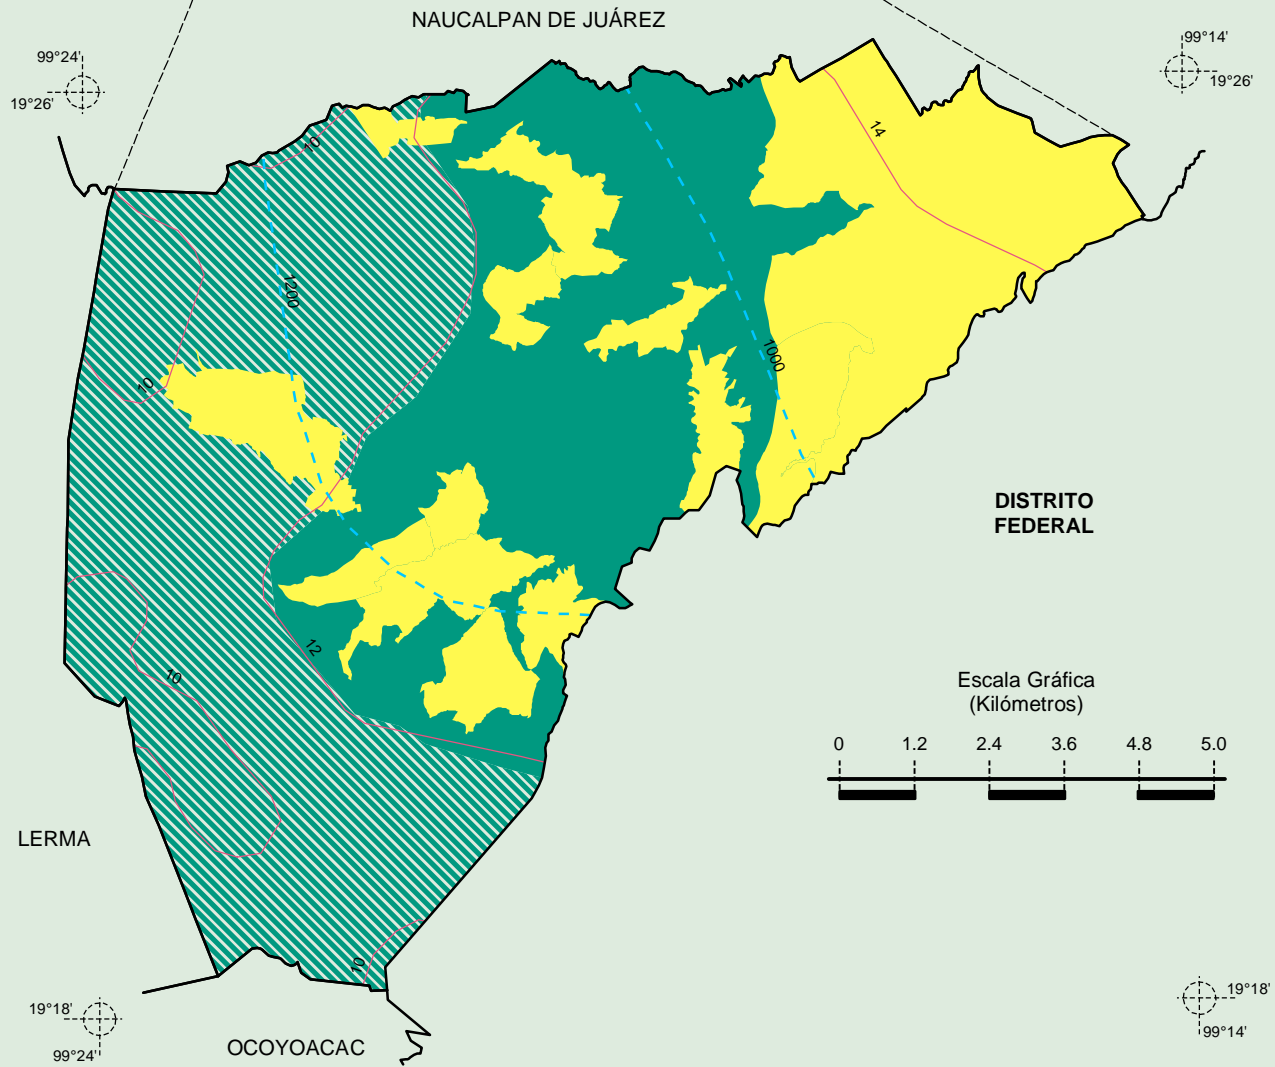 NAUCALPAN DE JUÁREZ
99°24'
19°26'
99°14'
19°26'
14
10
1200
1000
10
DISTRITO
FEDERAL
12
10
Escala Gráfica
(Kilómetros)
0 1.2 2.4 3.6 4.8 5.0
LERMA
10
19°18'
99°24'
OCOYOACAC
19°18'
99°14'